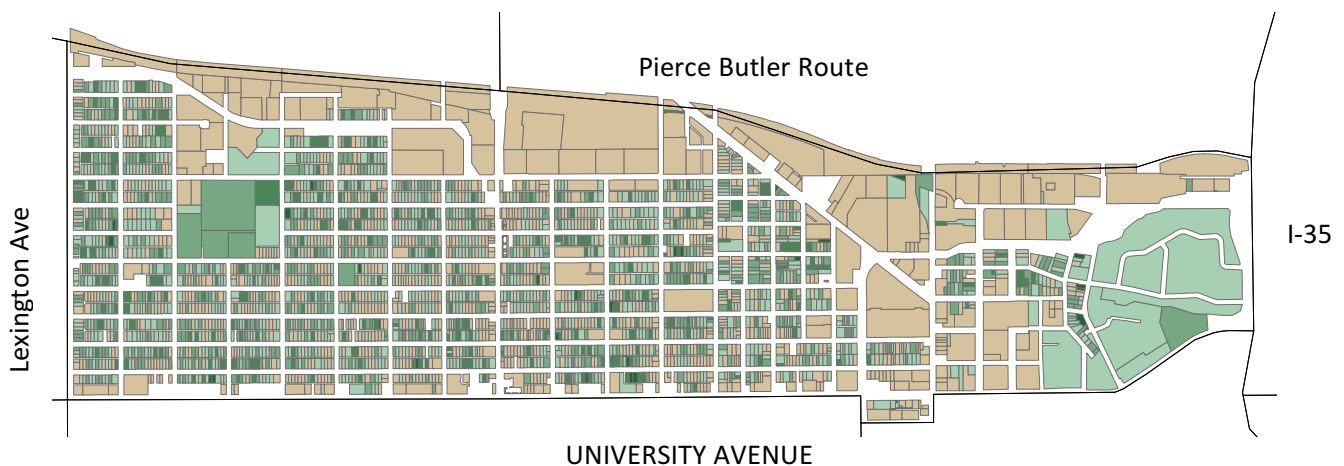 Pierce Butler Route
Lexington Ave
I-35
UNIVERSITY AVENUE